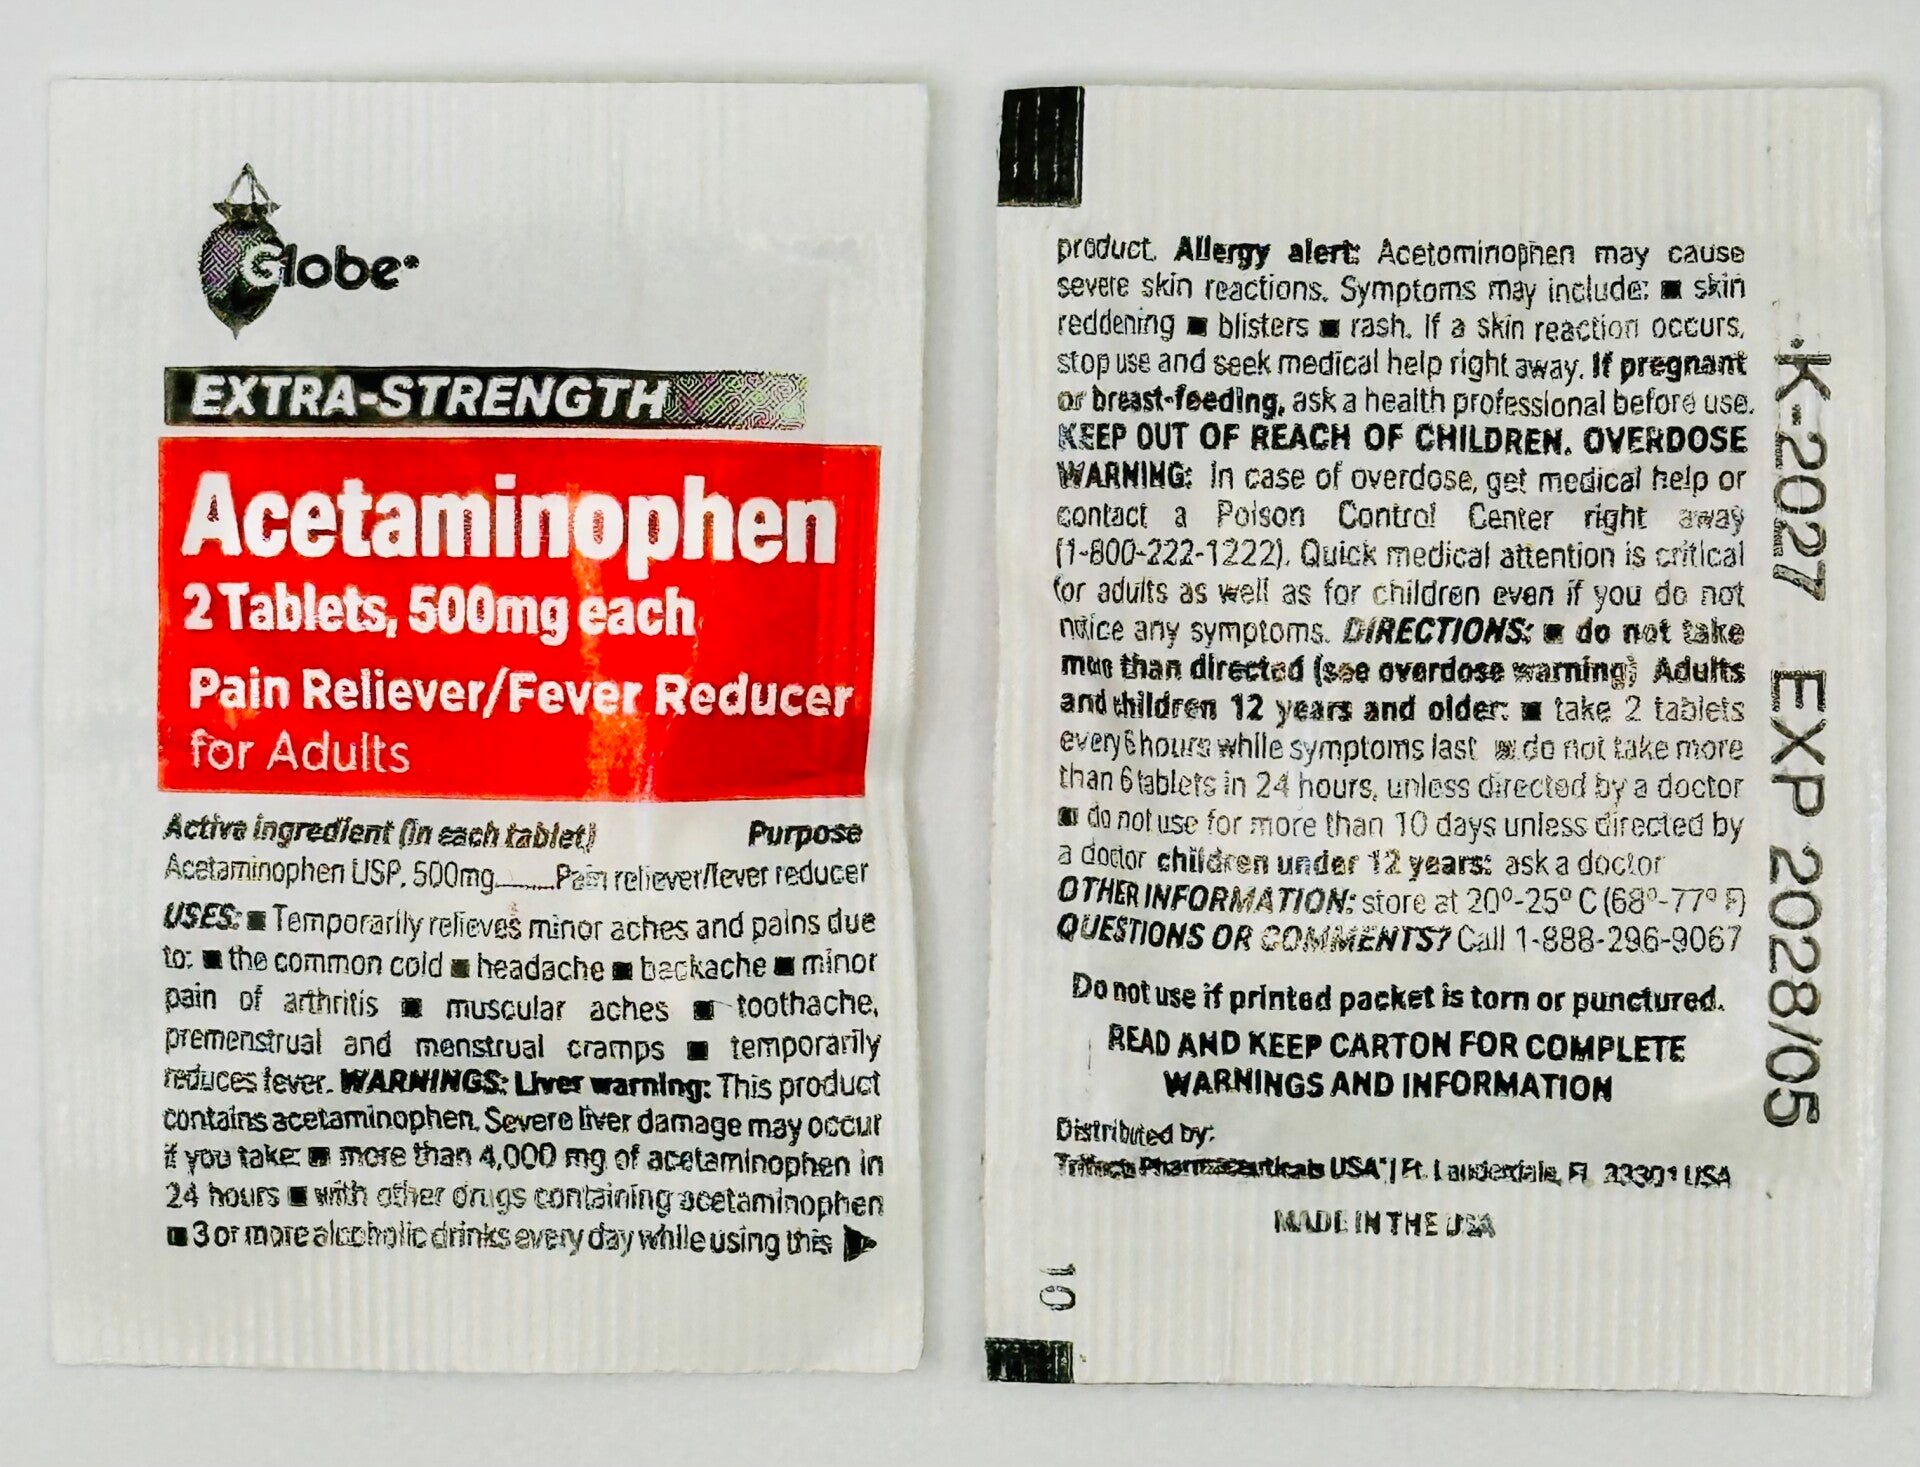 Globe®
EXTRA-STRENGTH
Acetaminophen
2 Tablets, 500mg each
Pain Reliever/Fever Reducer
for Adults
Active ingredient (in each tablet) Purpose
Acetaminophen USP, 500mg........Pain reliever/fever reducer
USES: ■ Temporarily relieves minor aches and pains due
to: ■ the common cold ■ headache ■ backache ■ minor
pain of arthritis ■ muscular aches ■ toothache,
premenstrual and menstrual cramps ■ temporarily
reduces fever. WARNINGS: Liver warning: This product
contains acetaminophen. Severe liver damage may occur
if you take: ■ more than 4,000 mg of acetaminophen in
24 hours ■ with other drugs containing acetaminophen
■ 3 or more alcoholic drinks every day while using this ▶
product. Allergy alert: Acetominophen may cause
severe skin reactions. Symptoms may include: ■ skin
reddening ■ blisters ■ rash. If a skin reaction occurs,
stop use and seek medical help right away. If pregnant
or breast-feeding, ask a health professional before use.
KEEP OUT OF REACH OF CHILDREN. OVERDOSE
WARNING: In case of overdose, get medical help or
contact a Poison Control Center right away
(1-800-222-1222). Quick medical attention is critical
for adults as well as for children even if you do not
notice any symptoms. DIRECTIONS: ■ do not take
more than directed (see overdose warning) Adults
and children 12 years and older: ■ take 2 tablets
every 6 hours while symptoms last ■ do not take more
than 6 tablets in 24 hours, unless directed by a doctor
■ do not use for more than 10 days unless directed by
a doctor children under 12 years: ask a doctor
OTHER INFORMATION: store at 20º-25º C (68º-77º F)
QUESTIONS OR COMMENTS? Call 1-888-296-9067
Do not use if printed packet is torn or punctured.
READ AND KEEP CARTON FOR COMPLETE
WARNINGS AND INFORMATION
Distributed by:
Pharmaceuticals USA | Ft. Lauderdale, FL 33301 USA
MADE IN THE USA
10
K-2027 EXP 2028/05